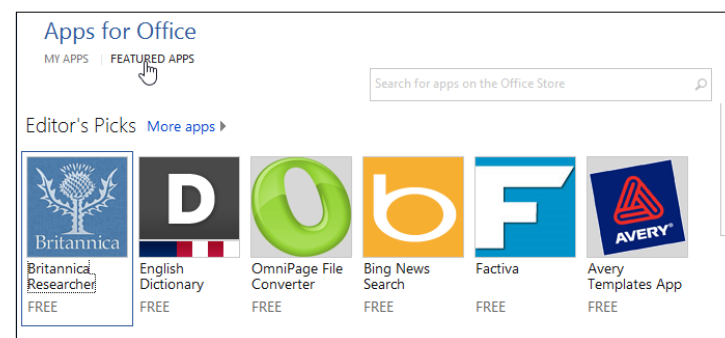 Apps for Office
MY APPS | FEATURED APPS
Search for apps on the Office Store
Editor's Picks More apps
Britannica
D
O
b
F
AVERY
Britannica Researcher
English Dictionary
OmniPage File Converter
Bing News Search
Factiva
Avery Templates App
FREE
FREE
FREE
FREE
FREE
FREE